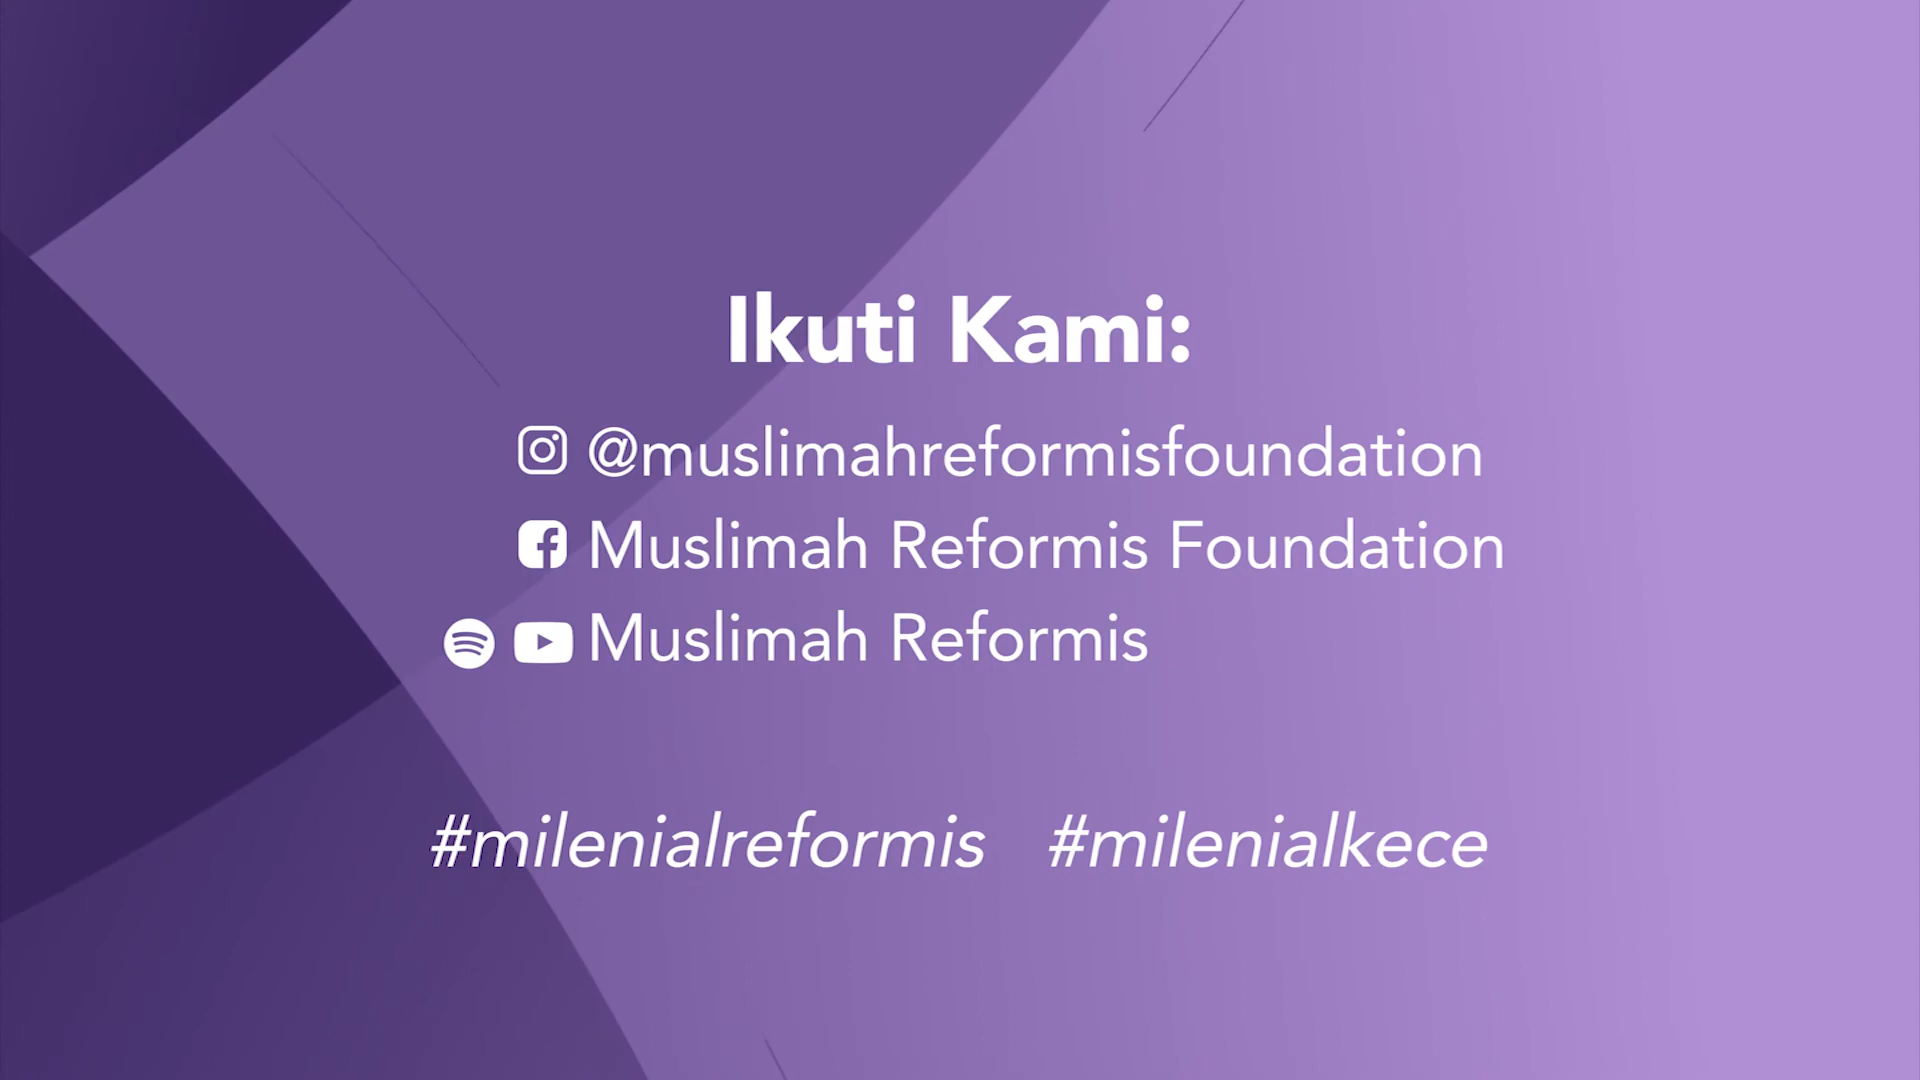 Ikuti Kami:
@muslimahreformisfoundation
Muslimah Reformis Foundation
Muslimah Reformis
#milenialreformis #milenialkece